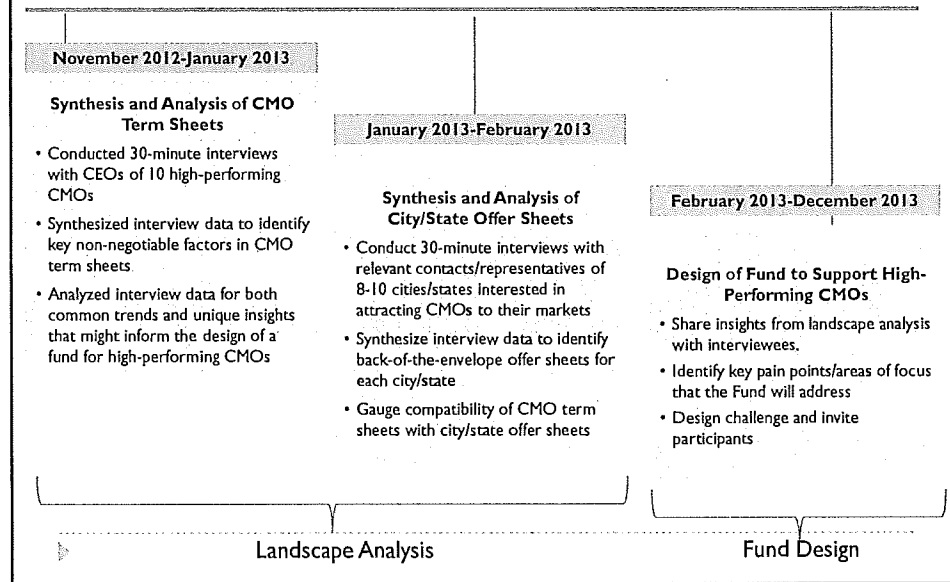 November 2012-January 2013
Synthesis and Analysis of CMO
Term Sheets
• Conducted 30-minute interviews
with CEOs of 10 high-performing
CMOs
• Synthesized interview data to identify
key non-negotiable factors in CMO
term sheets
• Analyzed interview data for both
common trends and unique insights
that might inform the design of a
fund for high-performing CMOs
January 2013-February 2013
Synthesis and Analysis of
City/State Offer Sheets
• Conduct 30-minute interviews with
relevant contacts/representatives of
8-10 cities/states interested in
attracting CMOs to their markets
• Synthesize interview data to identify
back-of-the-envelope offer sheets for
each city/state
• Gauge compatibility of CMO term
sheets with city/state offer sheets
February 2013-December 2013
Design of Fund to Support High-
Performing CMOs
• Share insights from landscape analysis
with interviewees.
• Identify key pain points/areas of focus
that the Fund will address
• Design challenge and invite
participants
Landscape Analysis
Fund Design